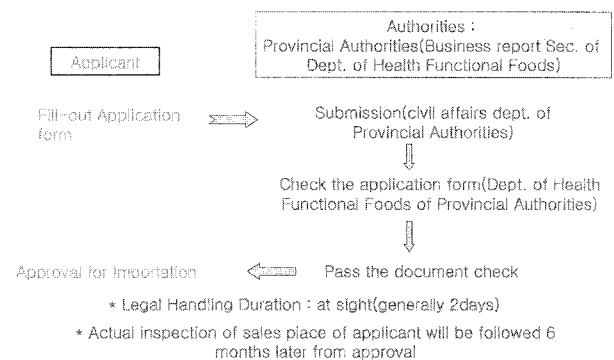 Authorities :
Provincial Authorities(Business report Sec. of
Dept. of Health Functional Foods)
Applicant
Fill-out Application
form
Submission(civil affairs dept. of
Provincial Authorities)
Check the application form(Dept. of Health
Functional Foods of Provincial Authorities)
Approval for Importation
Pass the document check
* Legal Handling Duration : at sight(generally 2days)
* Actual inspection of sales place of applicant will be followed 6
months later from approval